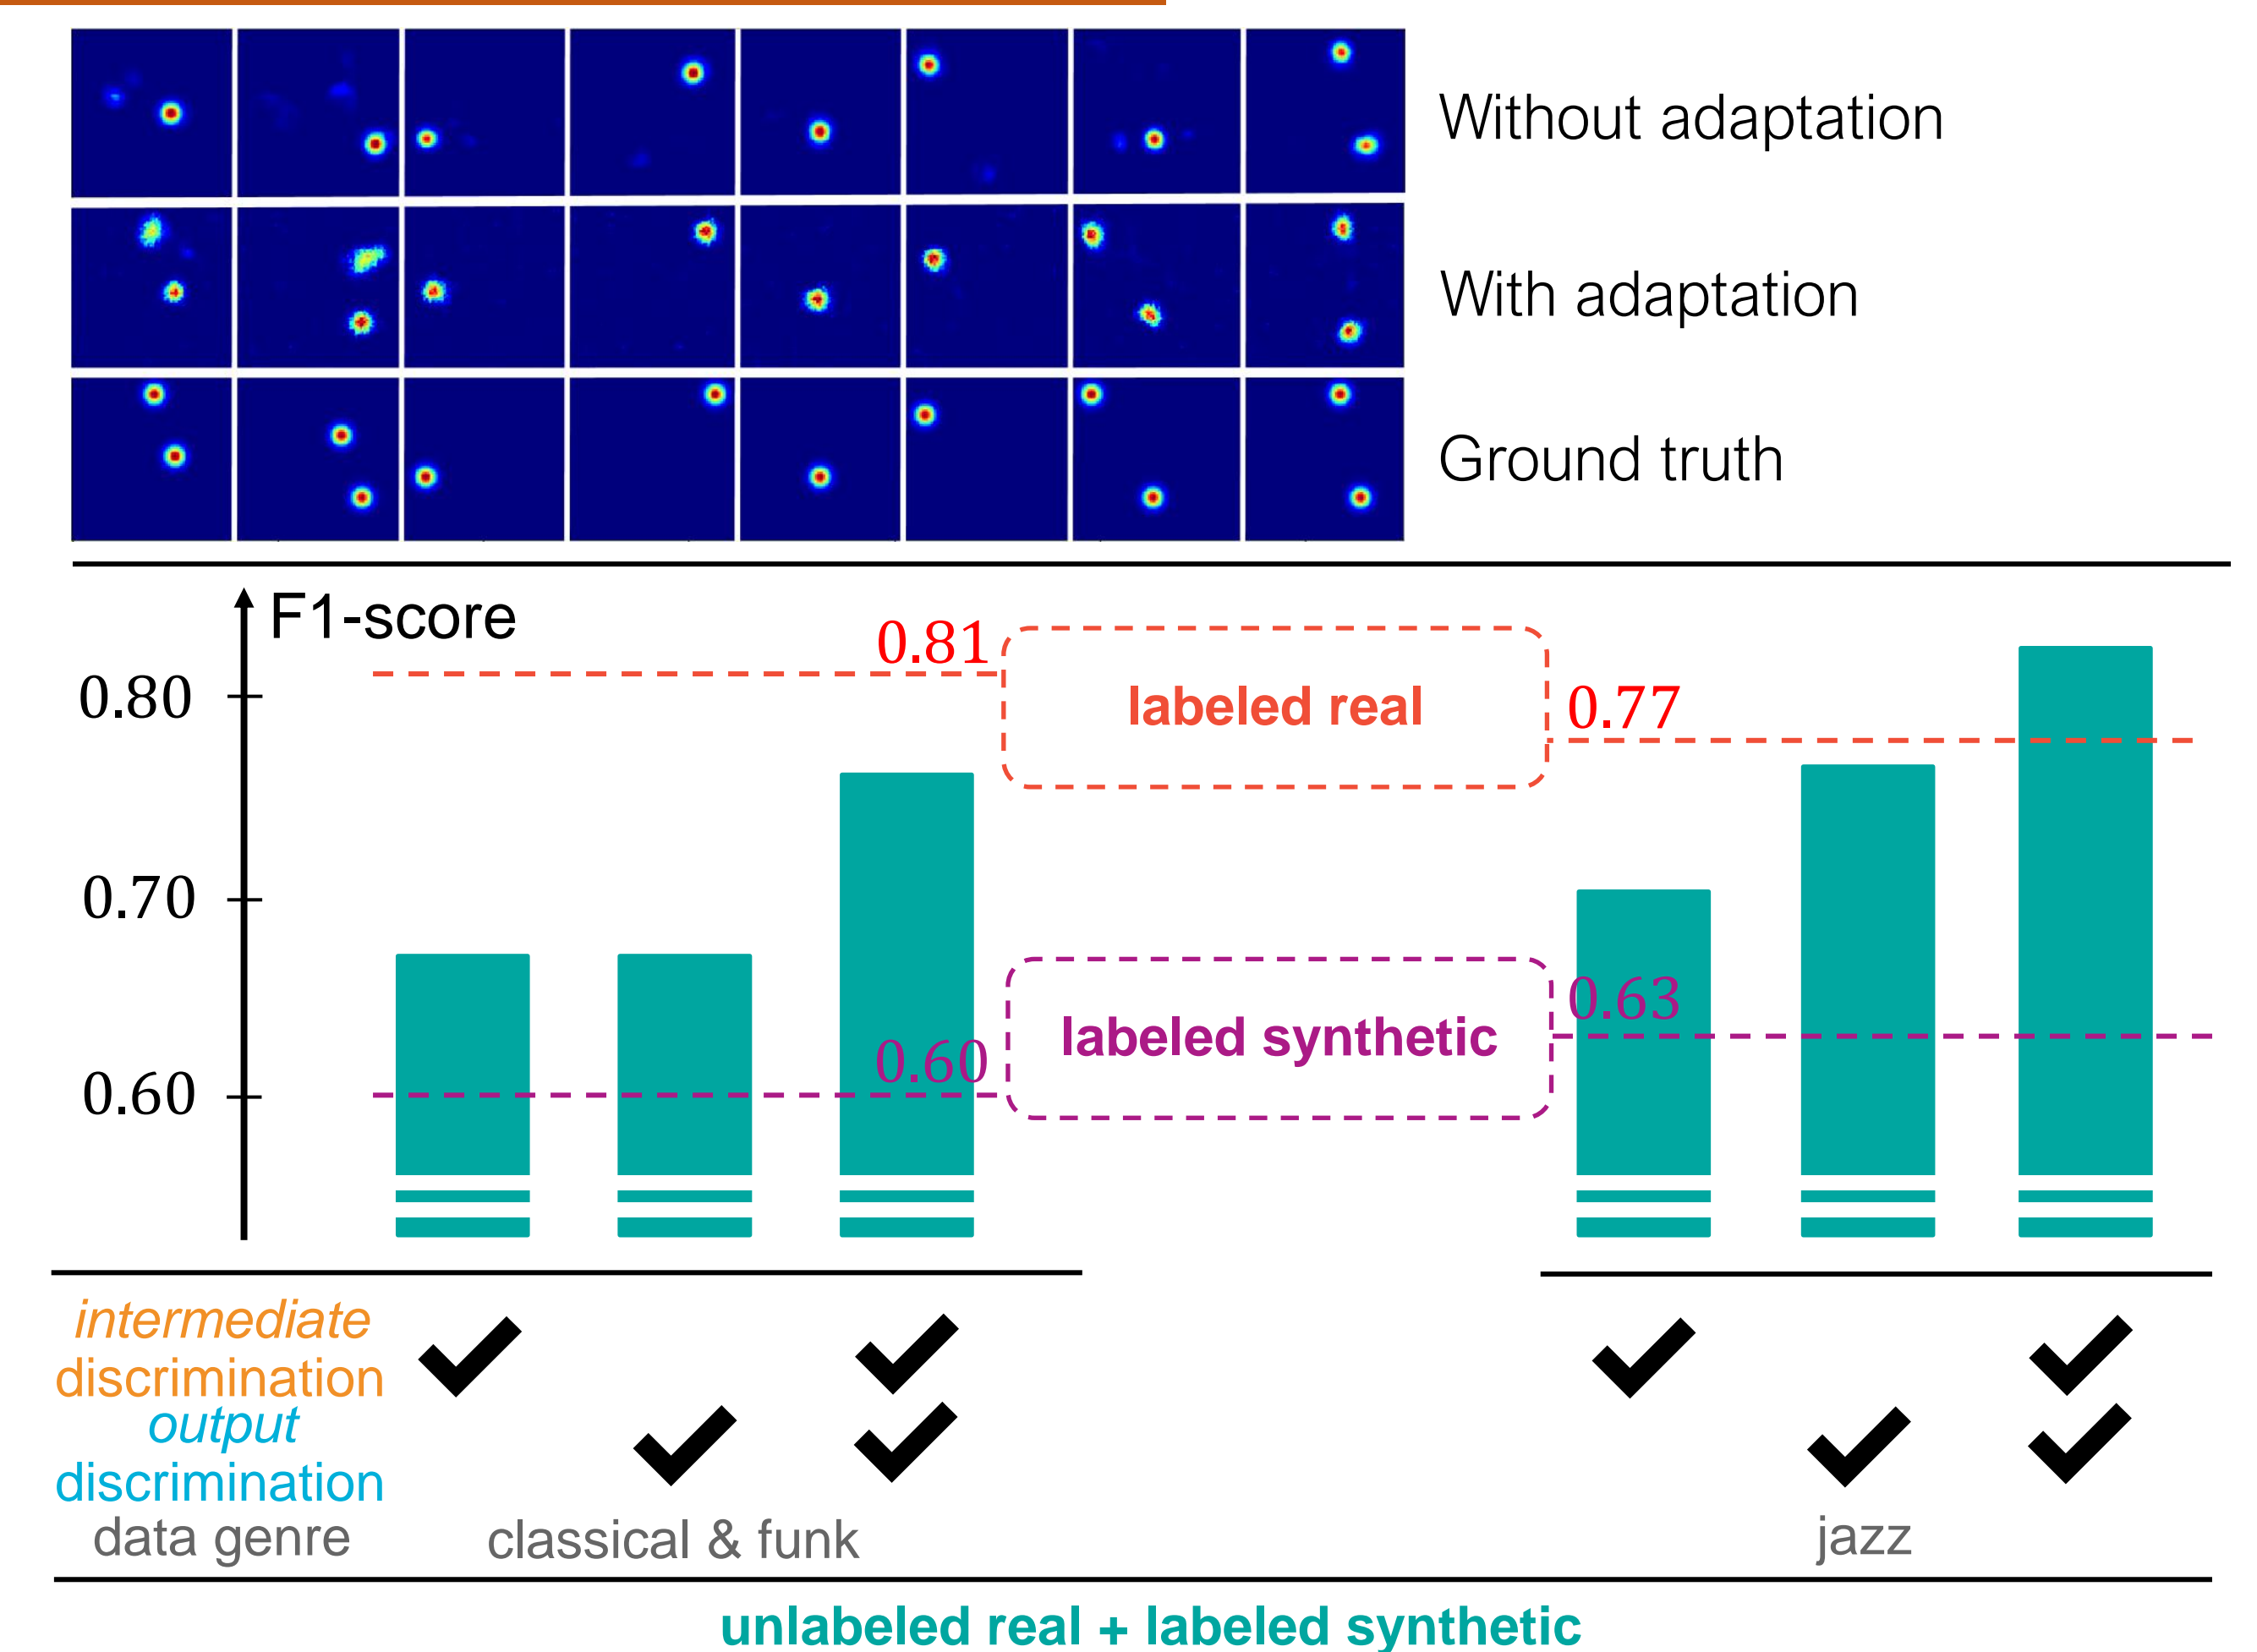 Without adaptation
With adaptation
Ground truth
F1-score
0.81
labeled real
0.80
0.77
0.70
0.63
labeled synthetic
0.60
0.60
intermediate
discrimination
output
discrimination
data genre
classical & funk
jazz
unlabeled real + labeled synthetic